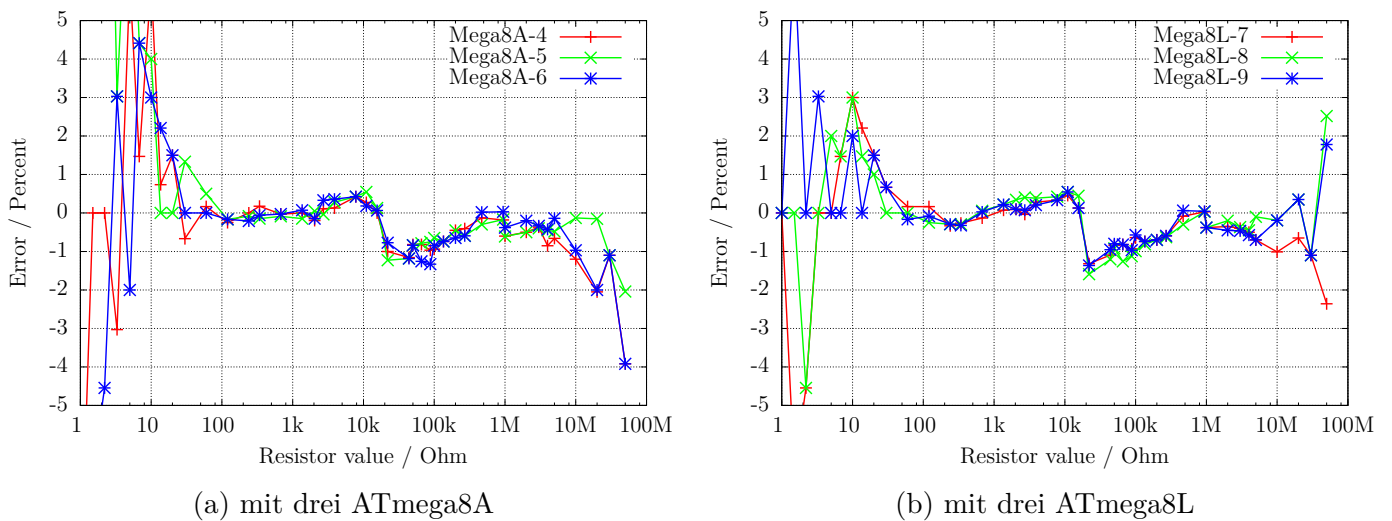 5
4
3
2
1
0
-1
-2
-3
-4
-5
Error / Percent
Mega8A-4
Mega8A-5
Mega8A-6
1 10 100 1k 10k 100k 1M 10M 100M
Resistor value / Ohm
(a) mit drei ATmega8A
5
4
3
2
1
0
-1
-2
-3
-4
-5
Error / Percent
Mega8L-7
Mega8L-8
Mega8L-9
1 10 100 1k 10k 100k 1M 10M 100M
Resistor value / Ohm
(b) mit drei ATmega8L